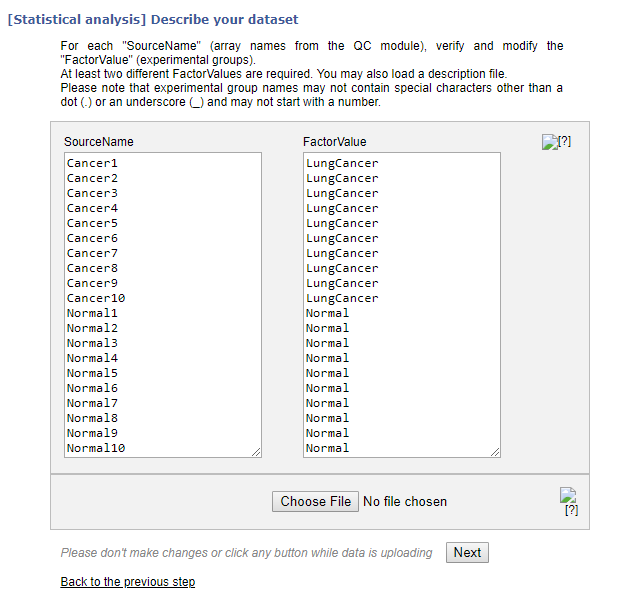 [Statistical analysis] Describe your dataset
For each "SourceName" (array names from the QC module), verify and modify the
"FactorValue" (experimental groups).
At least two different FactorValues are required. You may also load a description file.
Please note that experimental group names may not contain special characters other than a
dot (.) or an underscore (_) and may not start with a number.
SourceName FactorValue [?]
Cancer1 LungCancer
Cancer2 LungCancer
Cancer3 LungCancer
Cancer4 LungCancer
Cancer5 LungCancer
Cancer6 LungCancer
Cancer7 LungCancer
Cancer8 LungCancer
Cancer9 LungCancer
Cancer10 LungCancer
Normal1 Normal
Normal2 Normal
Normal3 Normal
Normal4 Normal
Normal5 Normal
Normal6 Normal
Normal7 Normal
Normal8 Normal
Normal9 Normal
Normal10 Normal
Choose File No file chosen
[?]
Please don't make changes or click any button while data is uploading Next
Back to the previous step